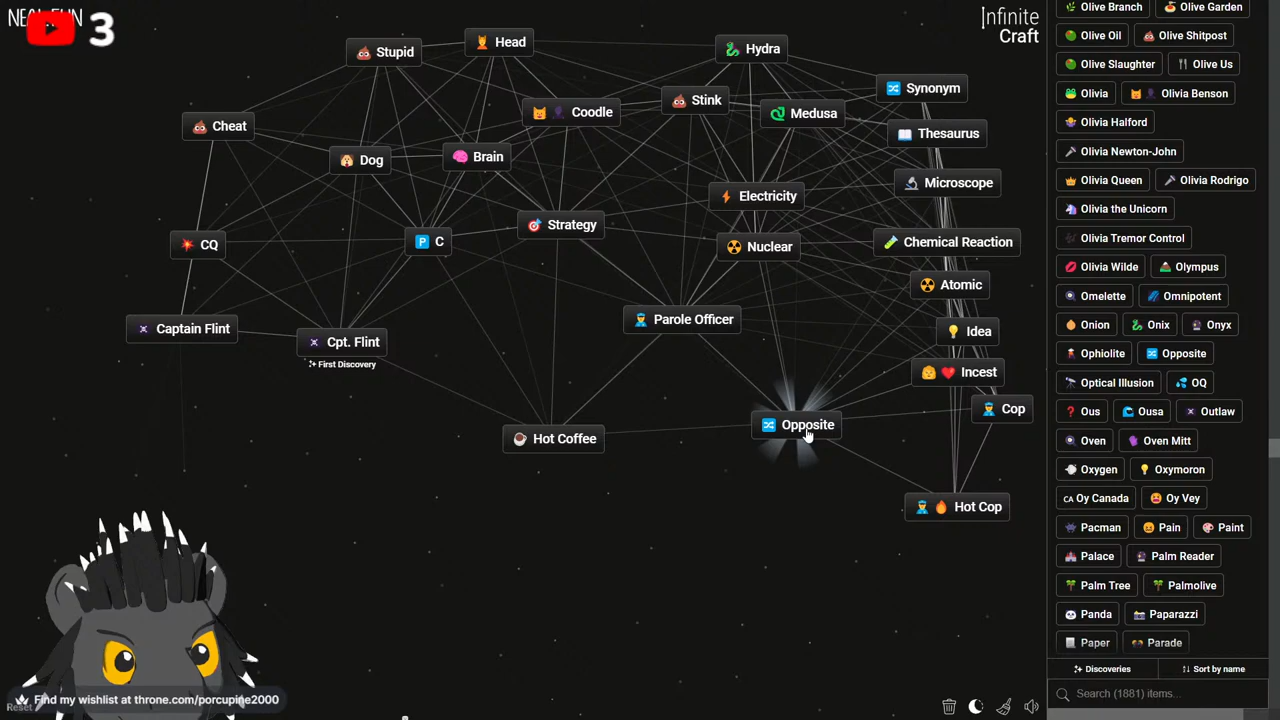 3
Infinite
Craft
Stupid
Head
Hydra
Synonym
Stink
Coodle
Medusa
Cheat
Thesaurus
Dog
Brain
Microscope
Electricity
Strategy
CQ
P C
Nuclear
Chemical Reaction
Atomic
Captain Flint
Parole Officer
Idea
Cpt. Flint
First Discovery
Incest
Cop
Opposite
Hot Coffee
Hot Cop
Olive Branch
Olive Garden
Olive Oil
Olive Shitpost
Olive Slaughter
Olive Us
Olivia
Olivia Benson
Olivia Halford
Olivia Newton-John
Olivia Queen
Olivia Rodrigo
Olivia the Unicorn
Olivia Tremor Control
Olivia Wilde
Olympus
Omelette
Omnipotent
Onion
Onix
Onyx
Ophiolite
Opposite
Optical Illusion
OQ
Ous
Ousa
Outlaw
Oven
Oven Mitt
Oxygen
Oxymoron
CA Oy Canada
Oy Vey
Pacman
Pain
Paint
Palace
Palm Reader
Palm Tree
Palmolive
Panda
Paparazzi
Paper
Parade
Discoveries
Sort by name
Search (1881) items...
Find my wishlist at throne.com/porcupine2000
Reset